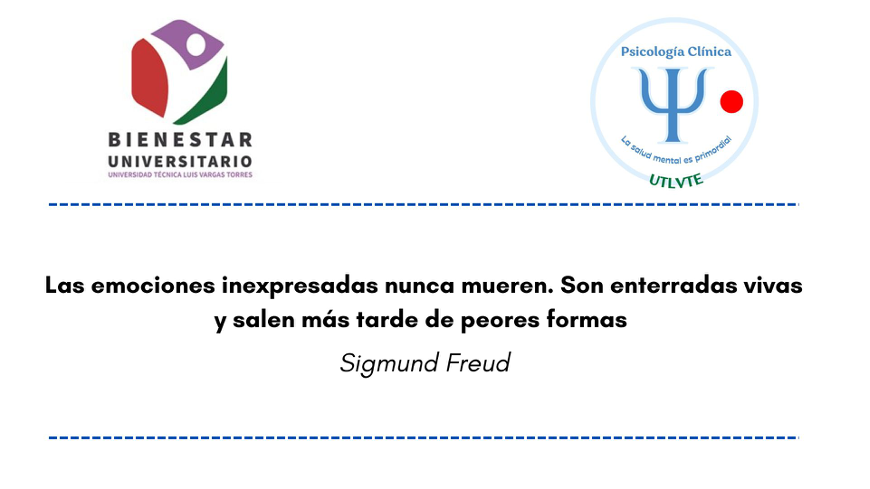 BIENESTAR
UNIVERSITARIO
UNIVERSIDAD TÉCNICA LUIS VARGAS TORRES
Psicología Clínica
La salud mental es primordial
UTLVTE
Las emociones inexpresadas nunca mueren. Son enterradas vivas
y salen más tarde de peores formas
Sigmund Freud